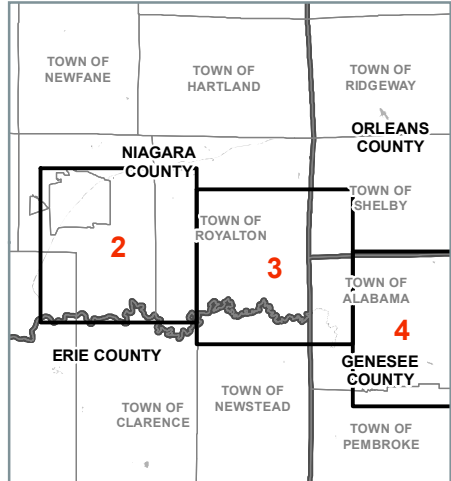 TOWN OF
NEWFANE
TOWN OF
HARTLAND
TOWN OF
RIDGEWAY
ORLEANS
COUNTY
NIAGARA
COUNTY
TOWN OF
SHELBY
TOWN OF
ROYALTON
2
3
TOWN OF
ALABAMA
4
ERIE COUNTY
GENESEE
COUNTY
TOWN OF
NEWSTEAD
TOWN OF
CLARENCE
TOWN OF
PEMBROKE